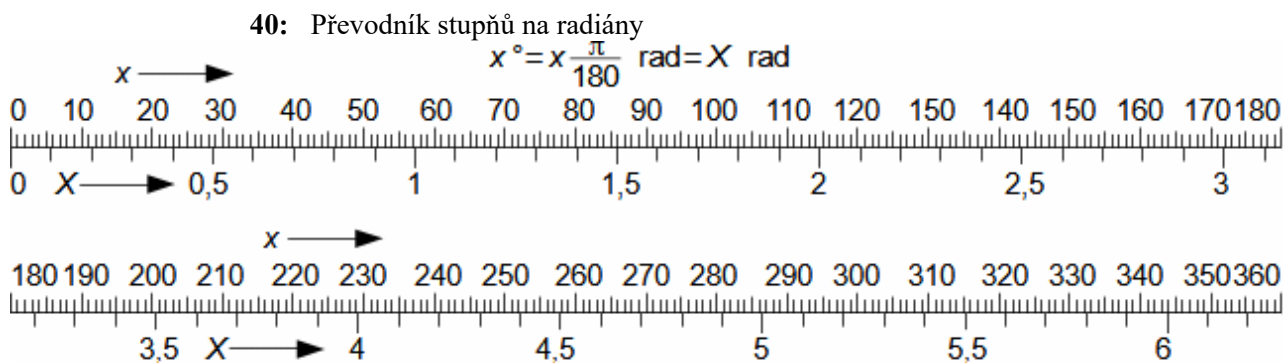 40: Převodník stupňů na radiány
x °= x π/180 rad= X rad
x
0 10 20 30 40 50 60 70 80 90 100 110 120 150 140 150 160 170 180
0 X 0,5 1 1,5 2 2,5 3
x
180 190 200 210 220 230 240 250 260 270 280 290 300 310 320 330 340 350 360
3,5 X 4 4,5 5 5,5 6